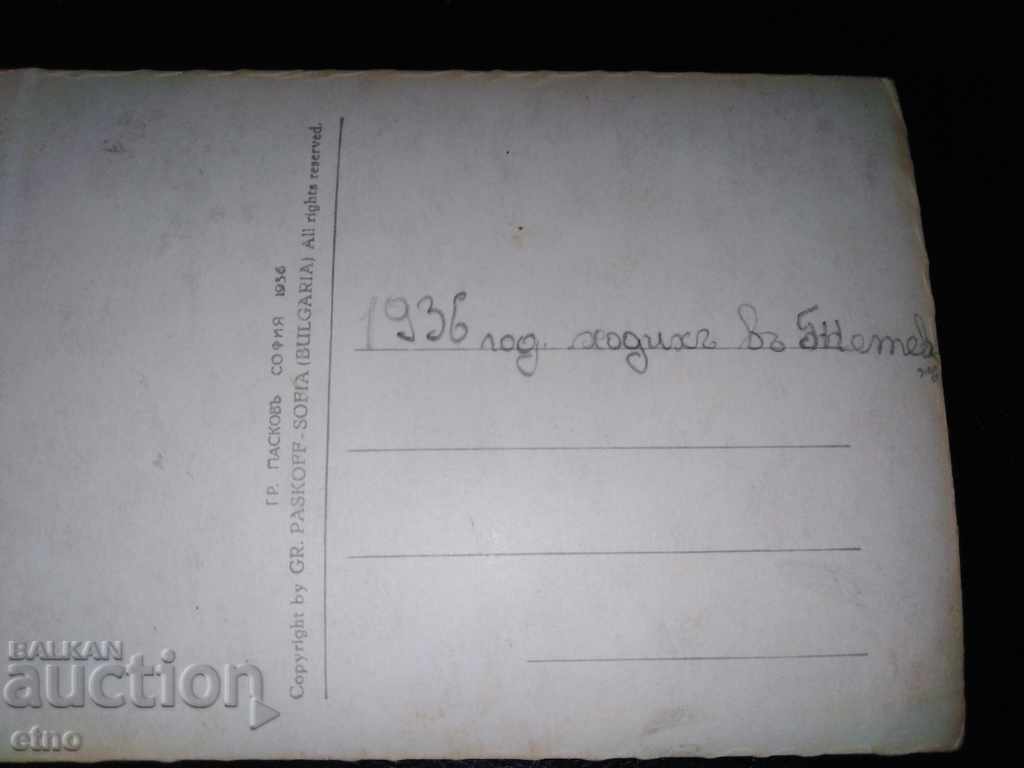 ГР. ПАСКОВЪ СОФИЯ 1936
Copyright by GR. PASKOFF - SOFIA (BULGARIA) All rights reserved.
1936 год. ходихъ въ
BALKAN
auction
etno